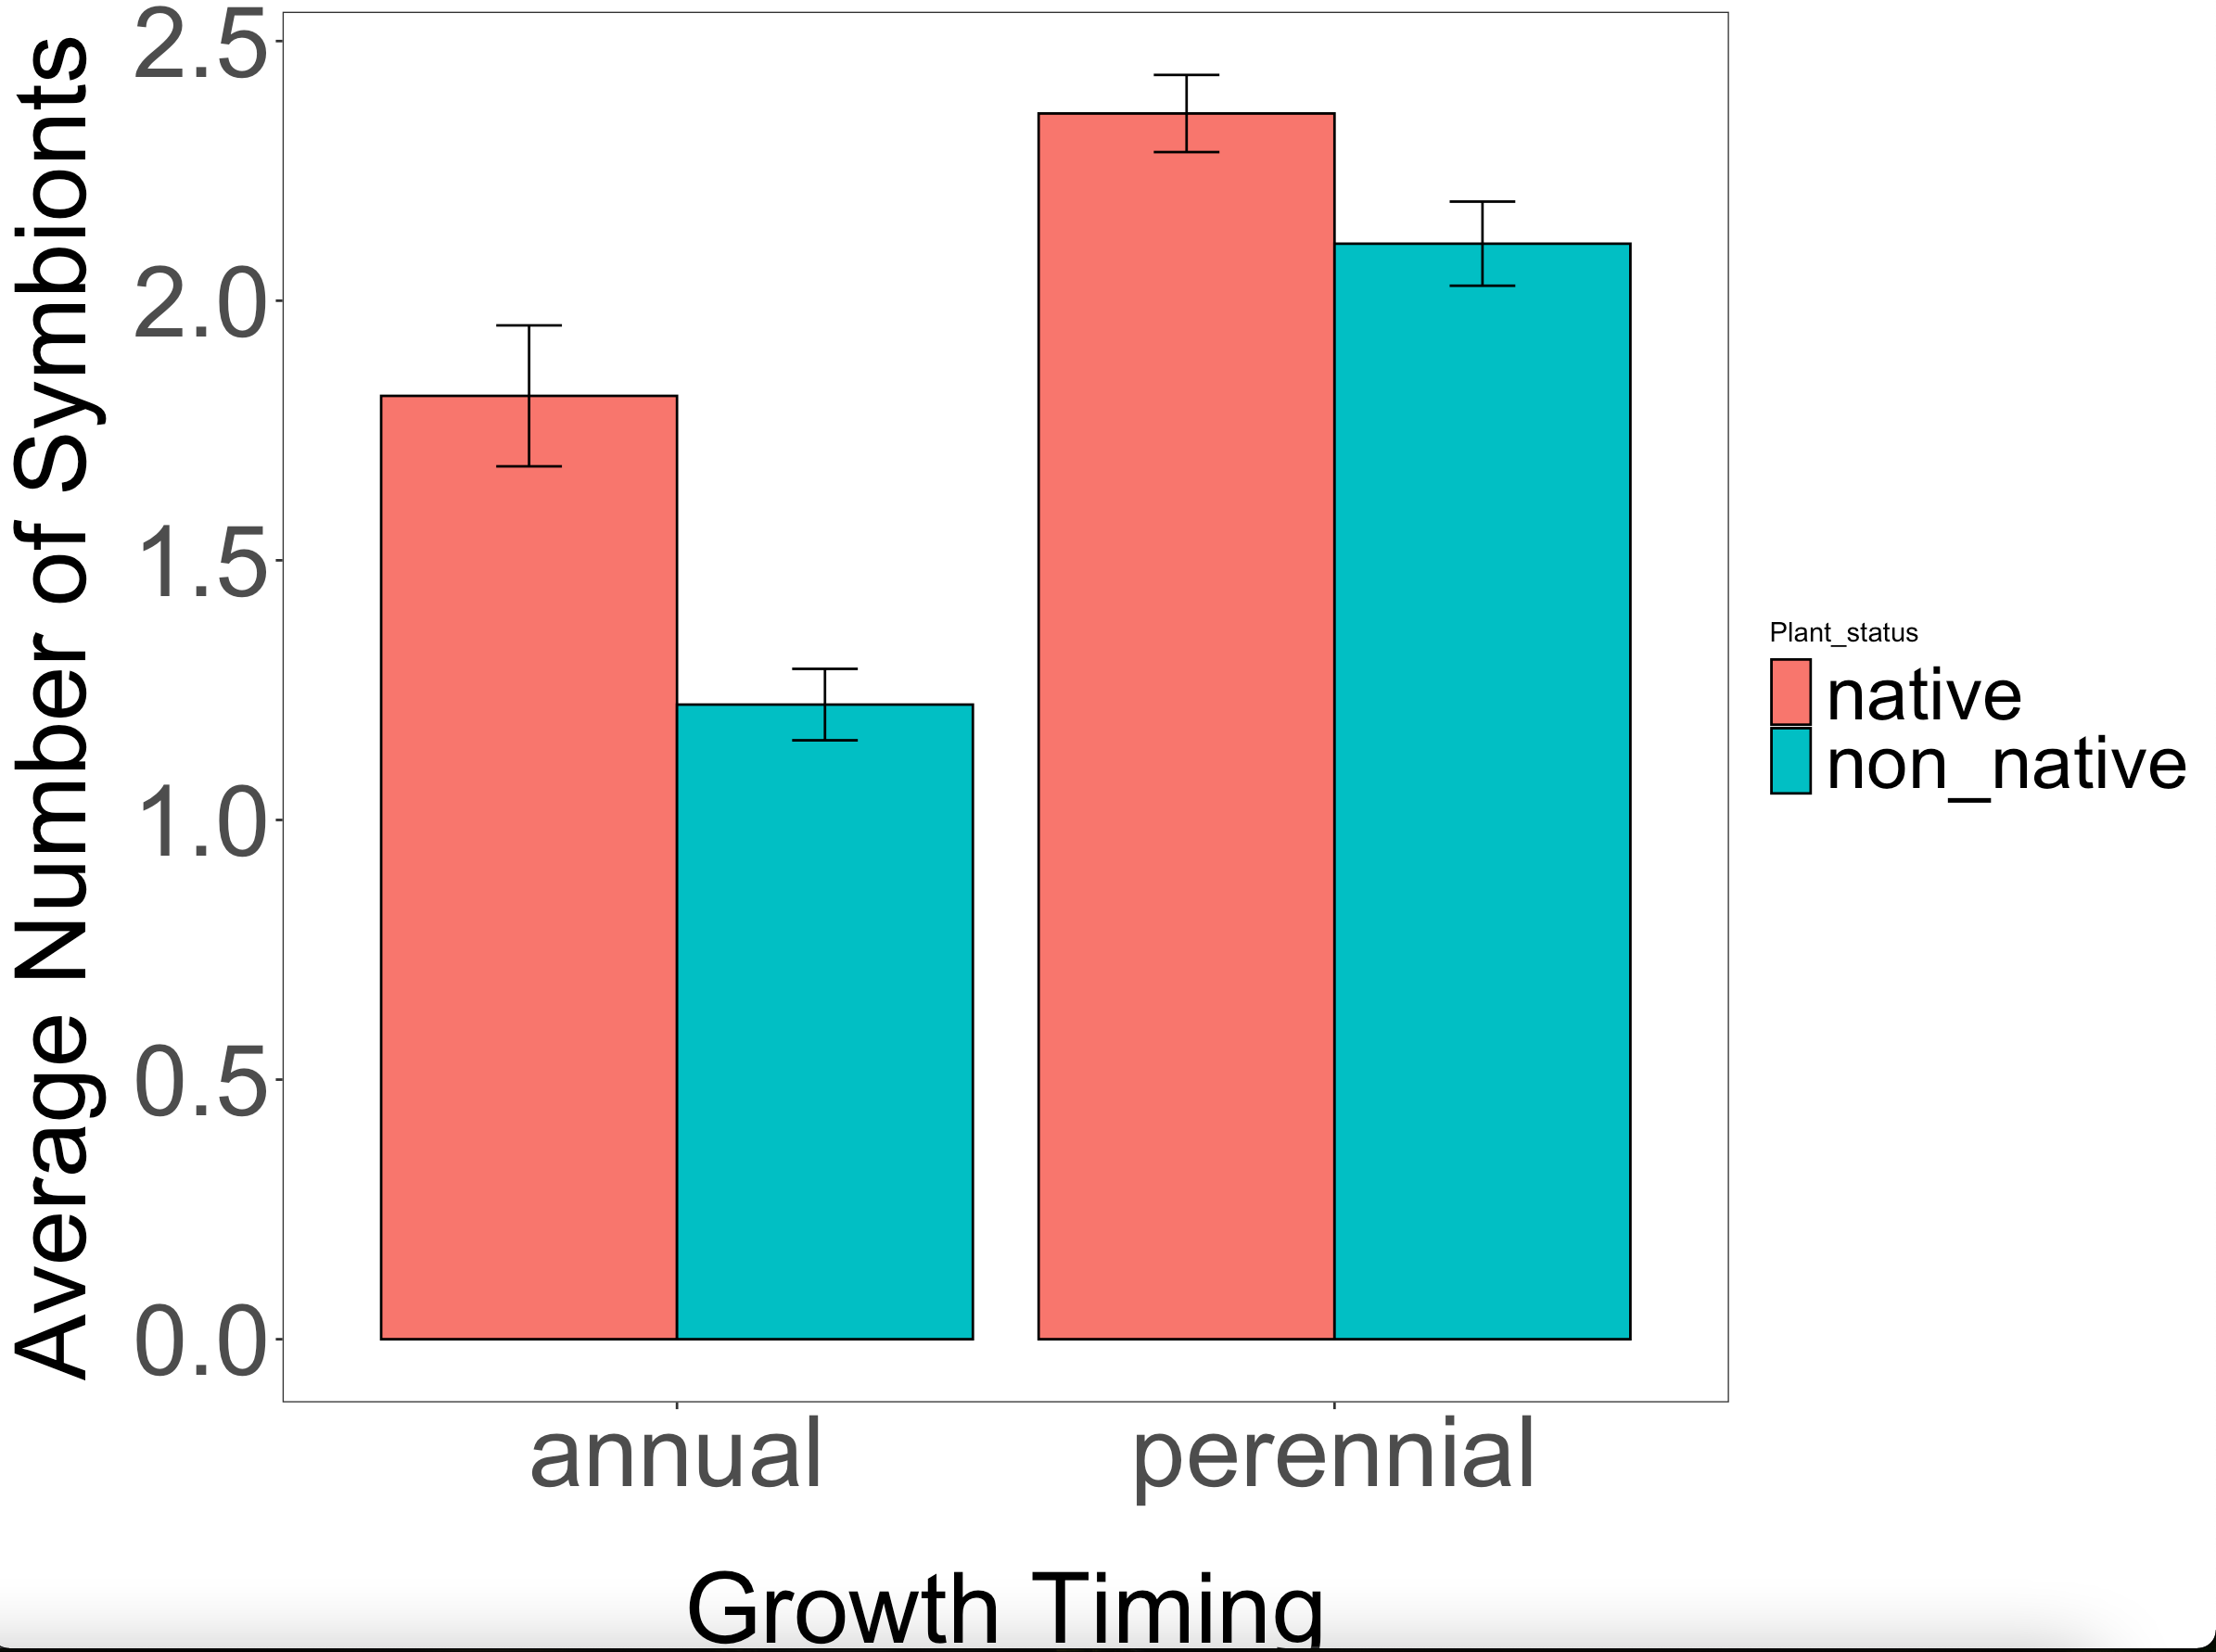 Average Number of Symbionts
2.5
2.0
1.5
1.0
0.5
0.0
annual
perennial
Growth Timing
Plant_status
native
non_native